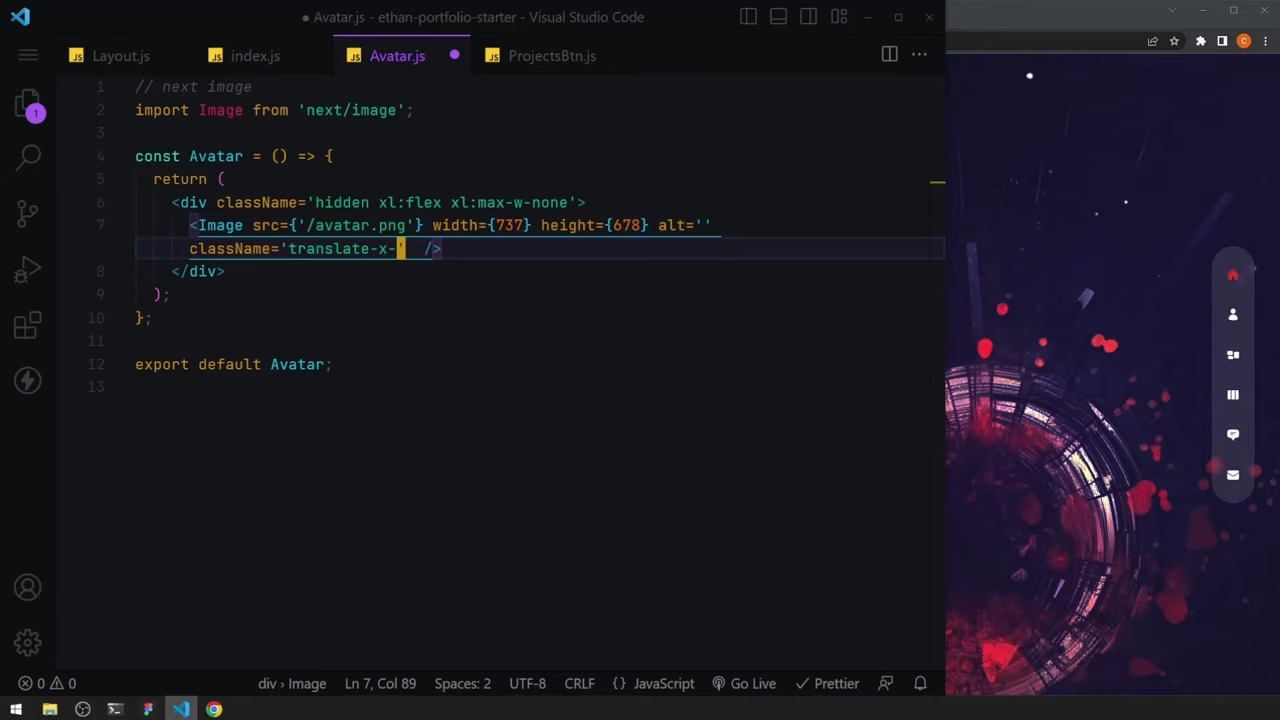 ● Avatar.js - ethan-portfolio-starter - Visual Studio Code
JS Layout.js
JS index.js
JS Avatar.js
JS ProjectsBtn.js
C
1 // next image
1
2 import Image from 'next/image';
3
4 const Avatar = () => {
5 return (
6 <div className='hidden xl:flex xl:max-w-none'>
7 <Image src={'/avatar.png'} width={737} height={678} alt=''
className='translate-x-' />
8 </div>
9 );
10 };
11
12 export default Avatar;
13
0 0
div › Image
Ln 7, Col 89
Spaces: 2
UTF-8
CRLF
{} JavaScript
Go Live
Prettier